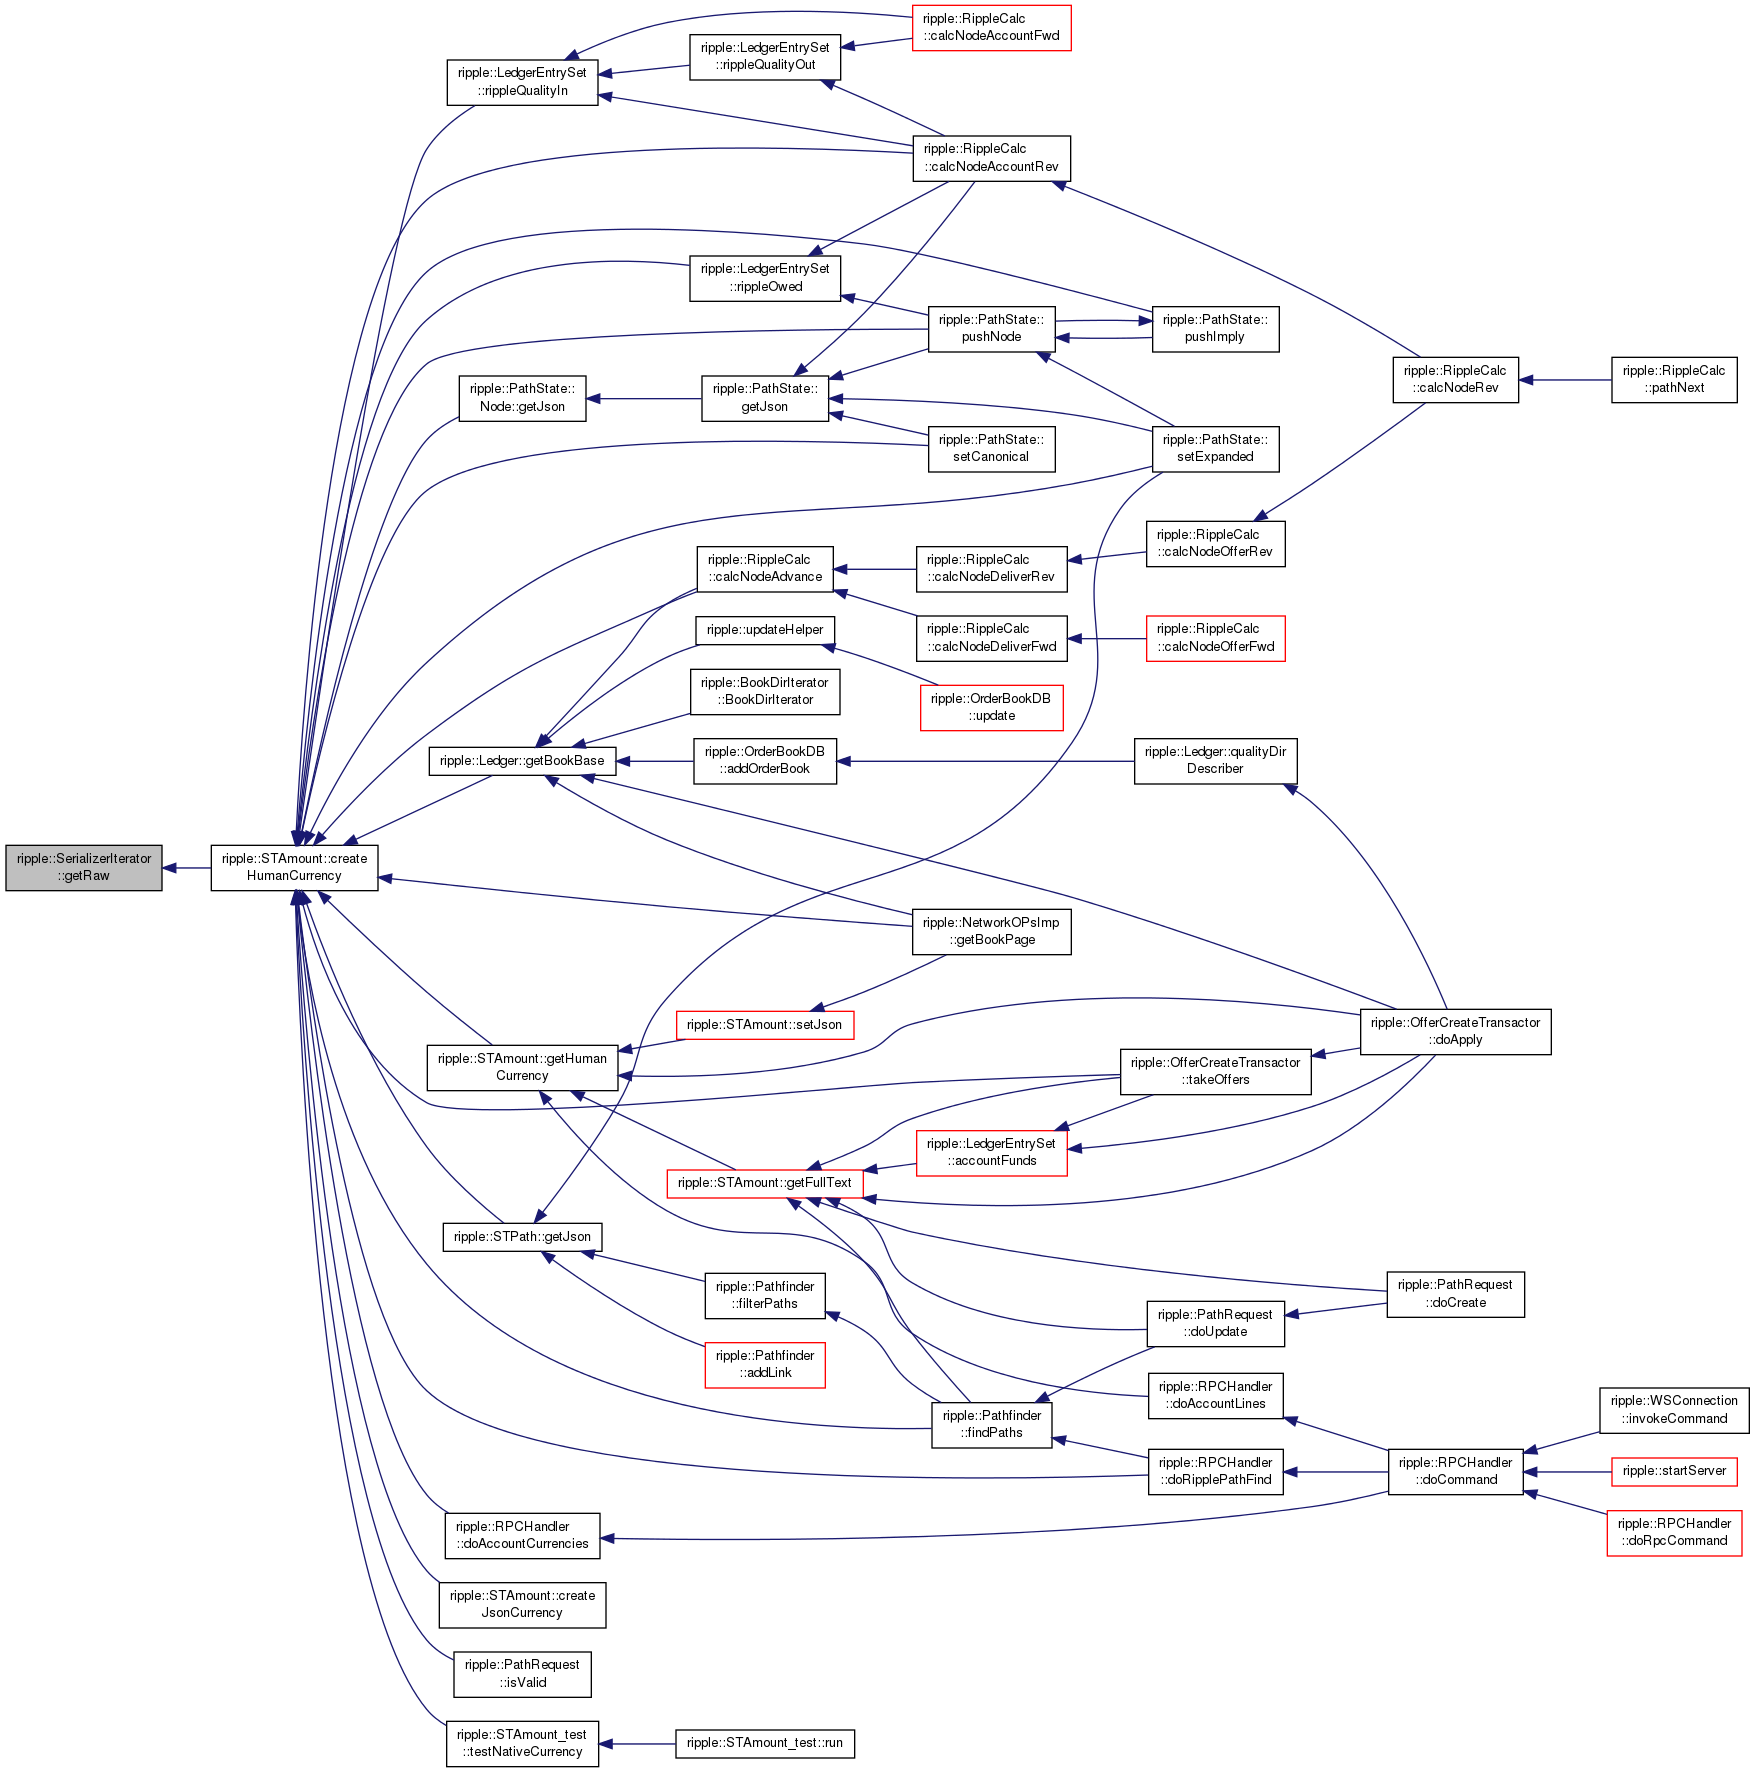 ripple::RippleCalc
::calcNodeAccountFwd
ripple::LedgerEntrySet
::rippleQualityOut
ripple::LedgerEntrySet
::rippleQualityIn
ripple::RippleCalc
::calcNodeAccountRev
ripple::LedgerEntrySet
::rippleOwed
ripple::PathState::
pushNode
ripple::PathState::
pushImply
ripple::RippleCalc
::calcNodeRev
ripple::RippleCalc
::pathNext
ripple::PathState::
Node::getJson
ripple::PathState::
getJson
ripple::PathState::
setCanonical
ripple::PathState::
setExpanded
ripple::RippleCalc
::calcNodeOfferRev
ripple::RippleCalc
::calcNodeAdvance
ripple::RippleCalc
::calcNodeDeliverRev
ripple::updateHelper
ripple::RippleCalc
::calcNodeDeliverFwd
ripple::RippleCalc
::calcNodeOfferFwd
ripple::BookDirIterator
::BookDirIterator
ripple::OrderBookDB
::update
ripple::Ledger::getBookBase
ripple::OrderBookDB
::addOrderBook
ripple::Ledger::qualityDir
Describer
ripple::SerializerIterator
::getRaw
ripple::STAmount::create
HumanCurrency
ripple::NetworkOPsImp
::getBookPage
ripple::STAmount::setJson
ripple::OfferCreateTransactor
::doApply
ripple::STAmount::getHuman
Currency
ripple::OfferCreateTransactor
::takeOffers
ripple::LedgerEntrySet
::accountFunds
ripple::STAmount::getFullText
ripple::STPath::getJson
ripple::Pathfinder
::filterPaths
ripple::PathRequest
::doCreate
ripple::PathRequest
::doUpdate
ripple::Pathfinder
::addLink
ripple::RPCHandler
::doAccountLines
ripple::Pathfinder
::findPaths
ripple::WSConnection
::invokeCommand
ripple::RPCHandler
::doRipplePathFind
ripple::RPCHandler
::doCommand
ripple::startServer
ripple::RPCHandler
::doRpcCommand
ripple::RPCHandler
::doAccountCurrencies
ripple::STAmount::create
JsonCurrency
ripple::PathRequest
::isValid
ripple::STAmount_test
::testNativeCurrency
ripple::STAmount_test::run